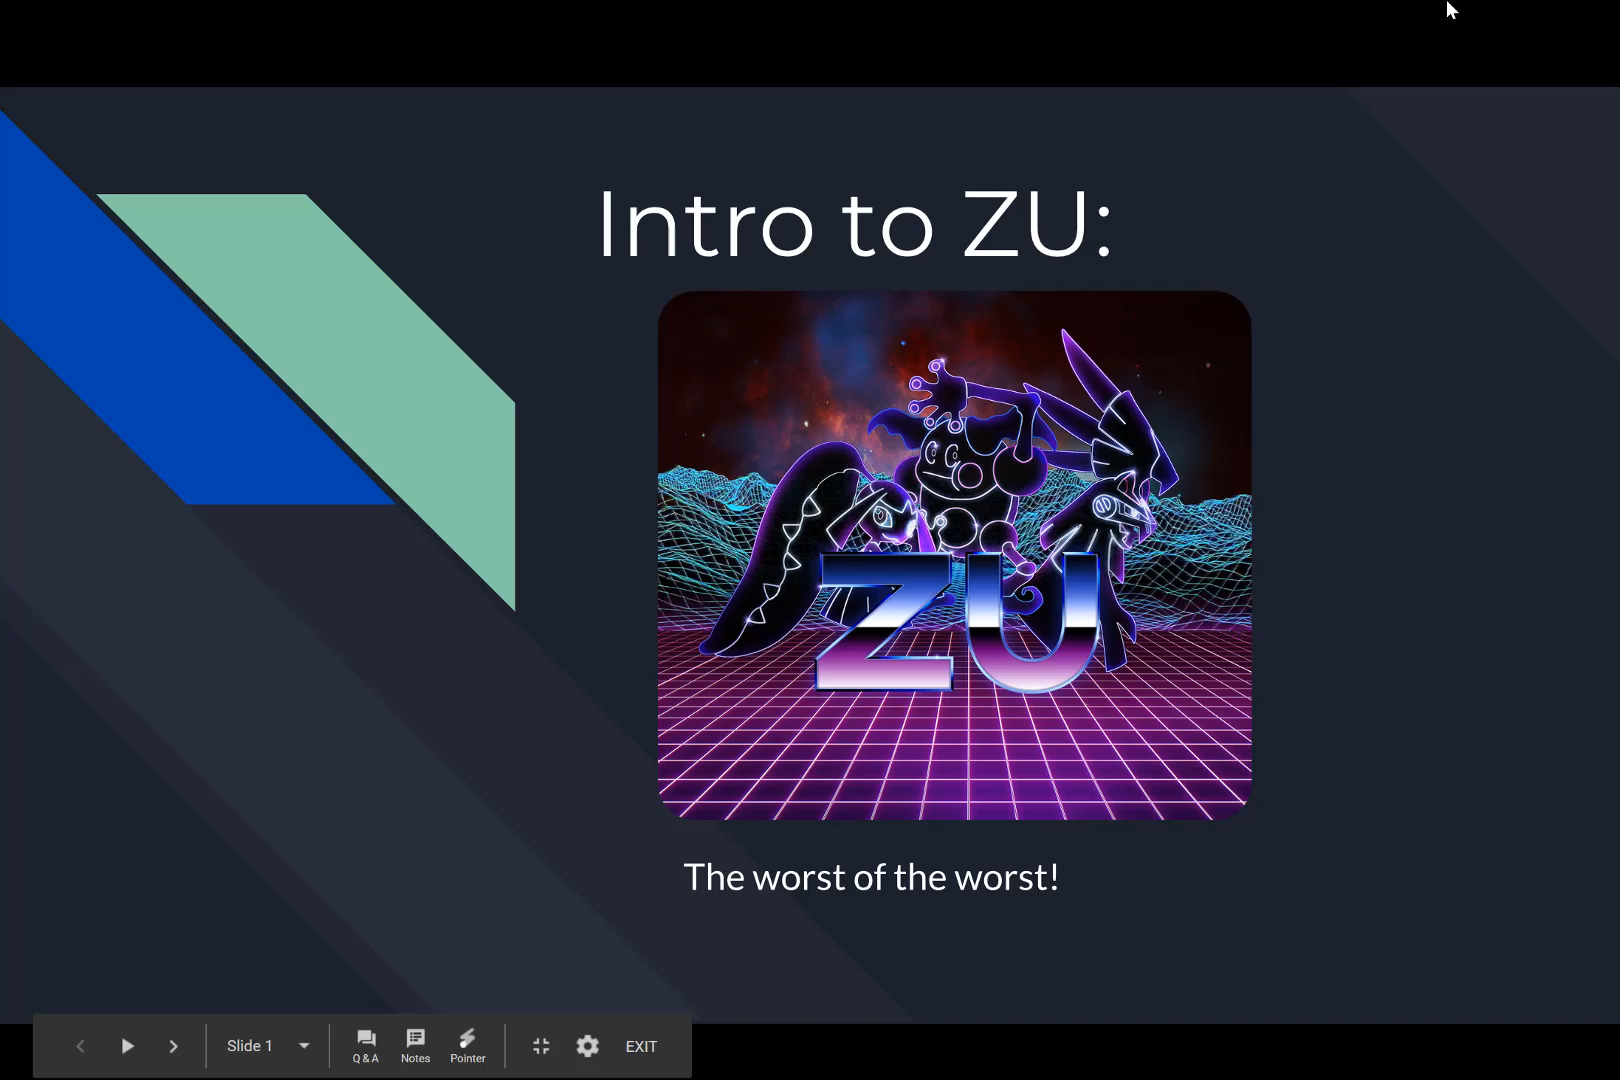 Intro to ZU:
ZU
The worst of the worst!
Slide 1
Q & A
Notes
Pointer
EXIT